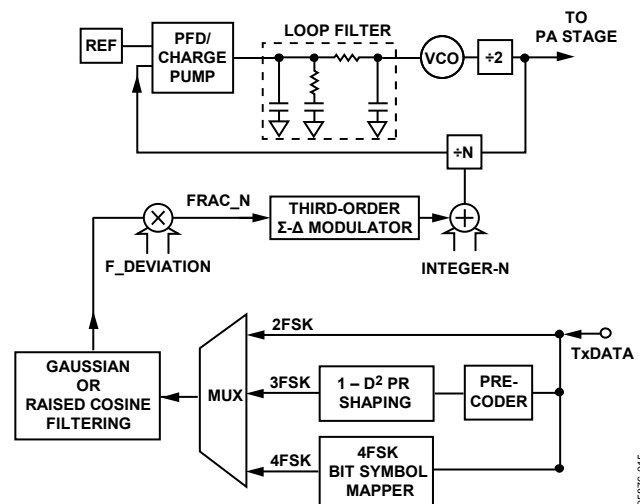 LOOP FILTER
TO
PA STAGE
REF
PFD/
CHARGE
PUMP
VCO
÷2
÷N
FRAC_N
THIRD-ORDER
Σ-Δ MODULATOR
F_DEVIATION
INTEGER-N
2FSK
TxDATA
GAUSSIAN
OR
RAISED COSINE
FILTERING
MUX
3FSK
1 – D² PR
SHAPING
PRE-
CODER
4FSK
4FSK
BIT SYMBOL
MAPPER